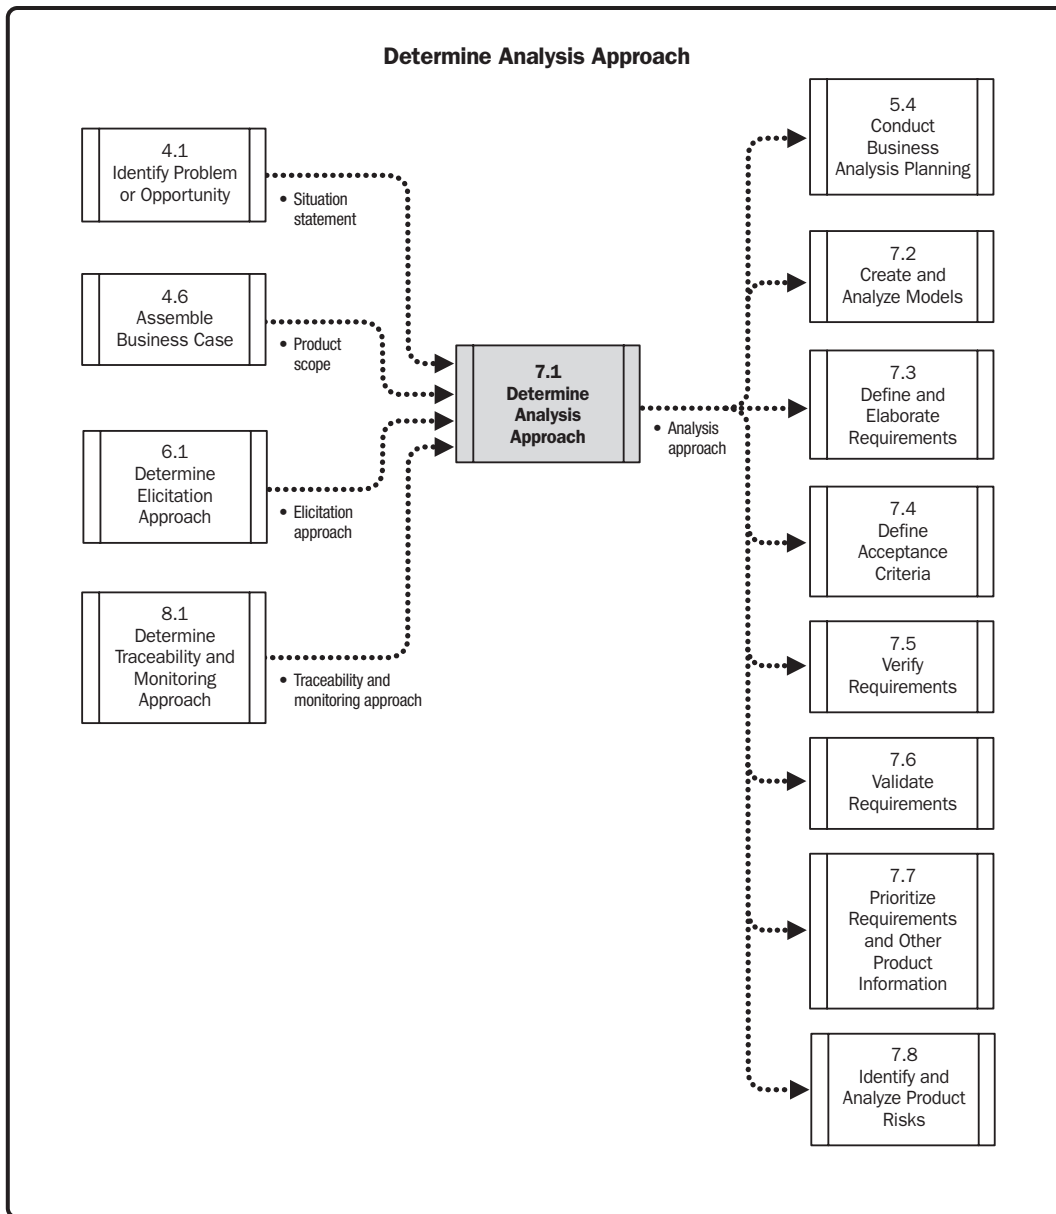 Determine Analysis Approach
4.1
Identify Problem
or Opportunity
• Situation
statement
4.6
Assemble
Business Case
• Product
scope
6.1
Determine
Elicitation
Approach
• Elicitation
approach
8.1
Determine
Traceability and
Monitoring
Approach
• Traceability and
monitoring approach
7.1
Determine
Analysis
Approach
• Analysis
approach
5.4
Conduct
Business
Analysis Planning
7.2
Create and
Analyze Models
7.3
Define and
Elaborate
Requirements
7.4
Define
Acceptance
Criteria
7.5
Verify
Requirements
7.6
Validate
Requirements
7.7
Prioritize
Requirements
and Other
Product
Information
7.8
Identify and
Analyze Product
Risks